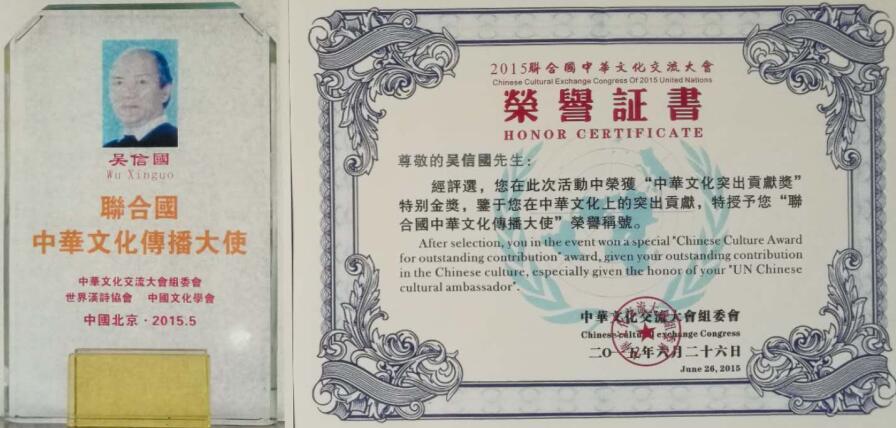 吴信國
Wu Xinguo
聯合國
中華文化傳播大使
中華文化交流大會組委會
世界漢詩協會 中國文化學會
中國北京·2015.5
2015聯合國中華文化交流大會
Chinese Cultural Exchange Congress Of 2015 United Nations
榮譽証書
HONOR CERTIFICATE
尊敬的吴信國先生:
經評選，您在此次活動中榮獲“中華文化突出貢獻獎”
特别金獎，鑒于您在中華文化上的突出貢獻，特授予您“聯
合國中華文化傳播大使”榮譽稱號。
After selection, you in the event won a special "Chinese Culture Award
for outstanding contribution" award, given your outstanding contribution
in the Chinese culture, especially given the honor of your "UN Chinese
cultural ambassador".
中華文化交流大會組委會
Chinese cultural exchange Congress
二〇一五年六月二十六日
June 26, 2015